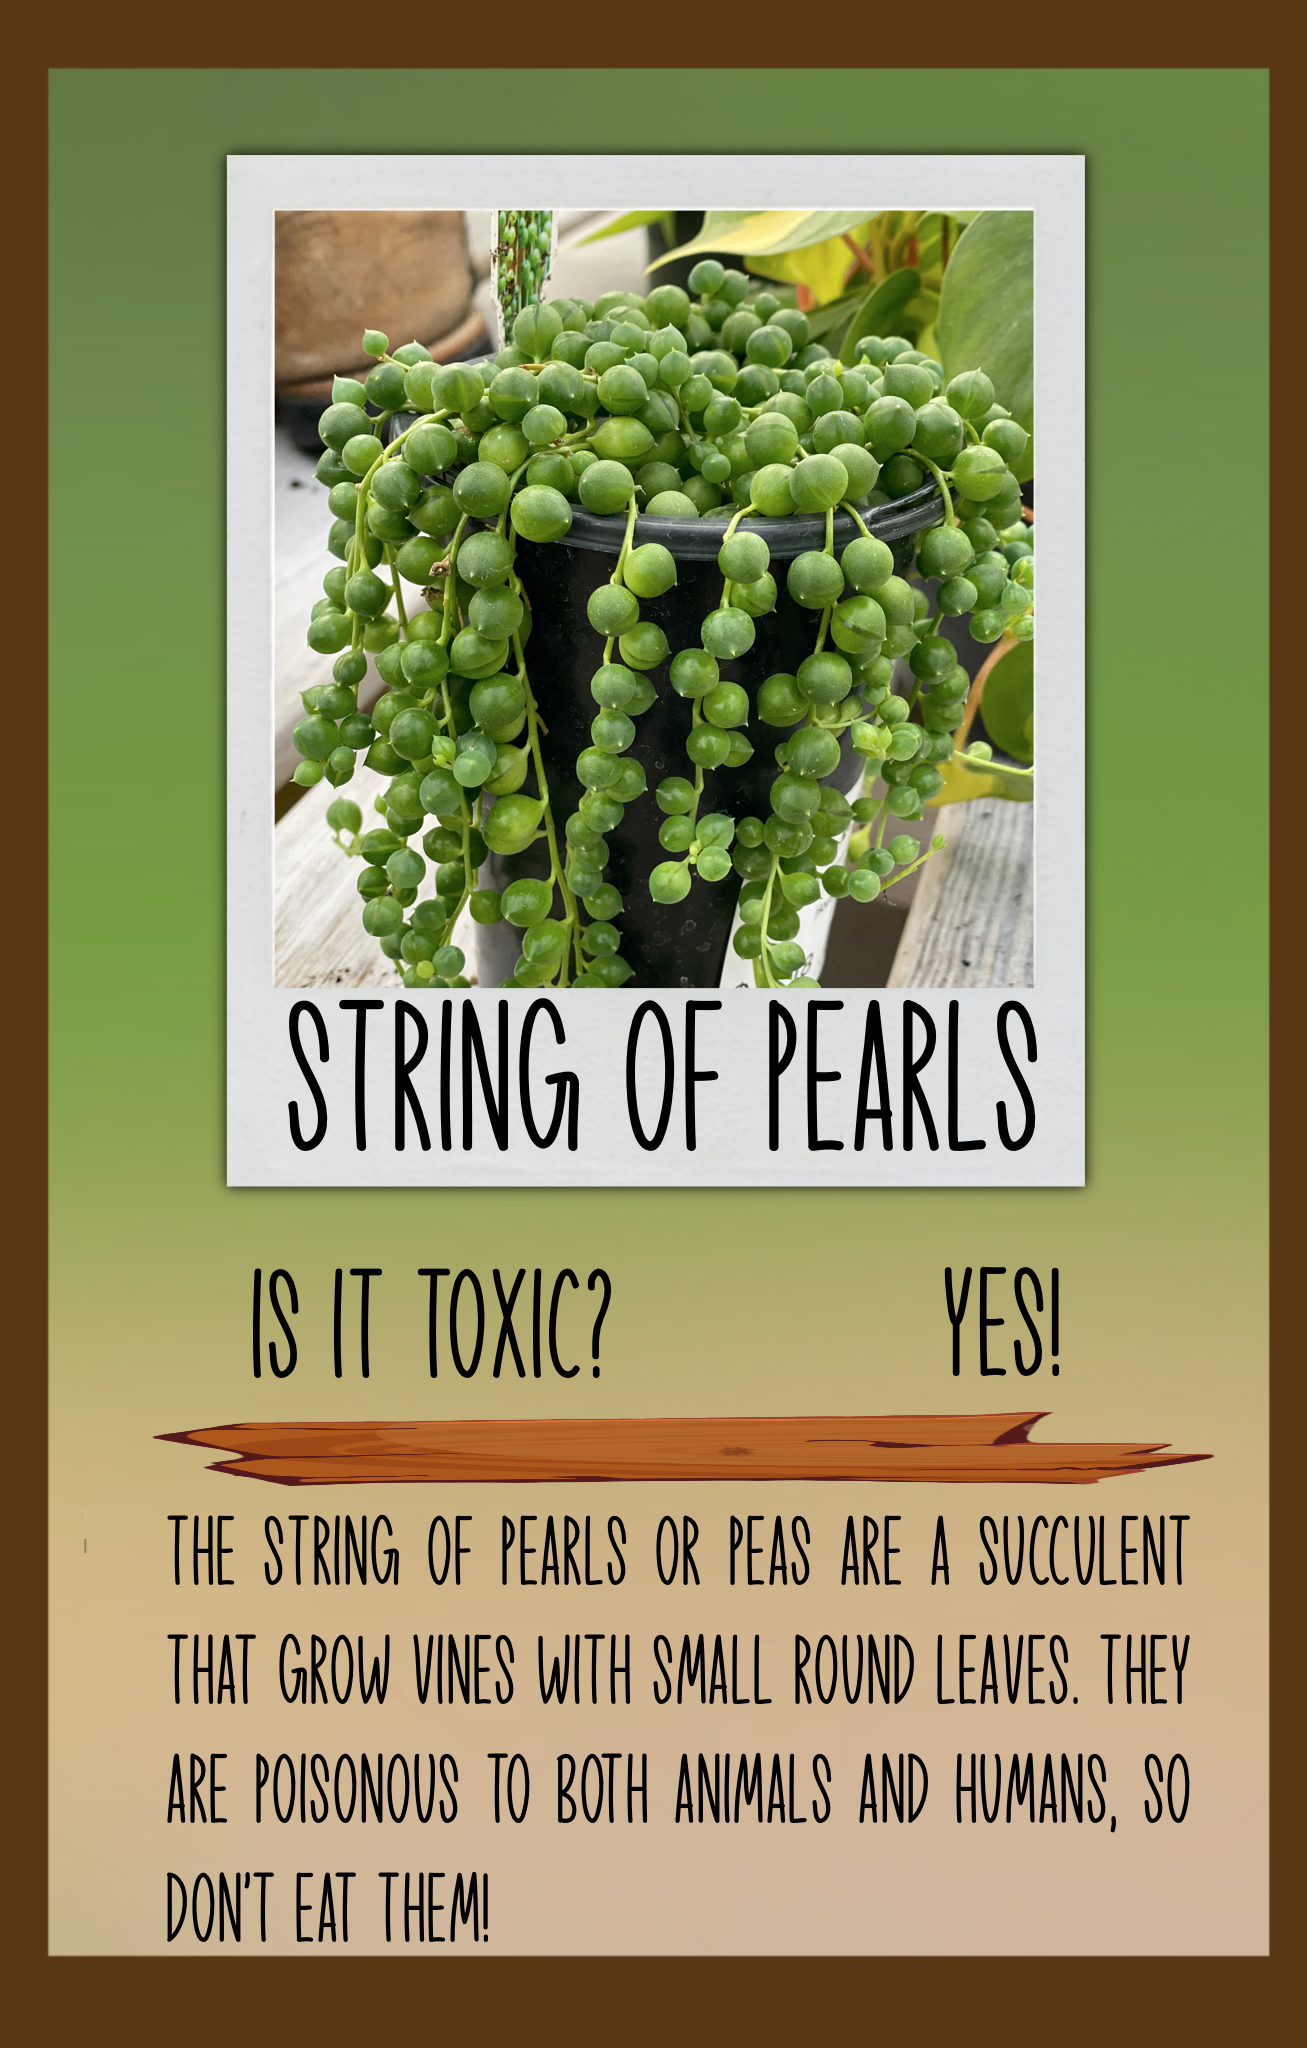 STRING OF PEARLS
IS IT TOXIC? YES!
THE STRING OF PEARLS OR PEAS ARE A SUCCULENT
THAT GROW VINES WITH SMALL ROUND LEAVES. THEY
ARE POISONOUS TO BOTH ANIMALS AND HUMANS, SO
DON'T EAT THEM!